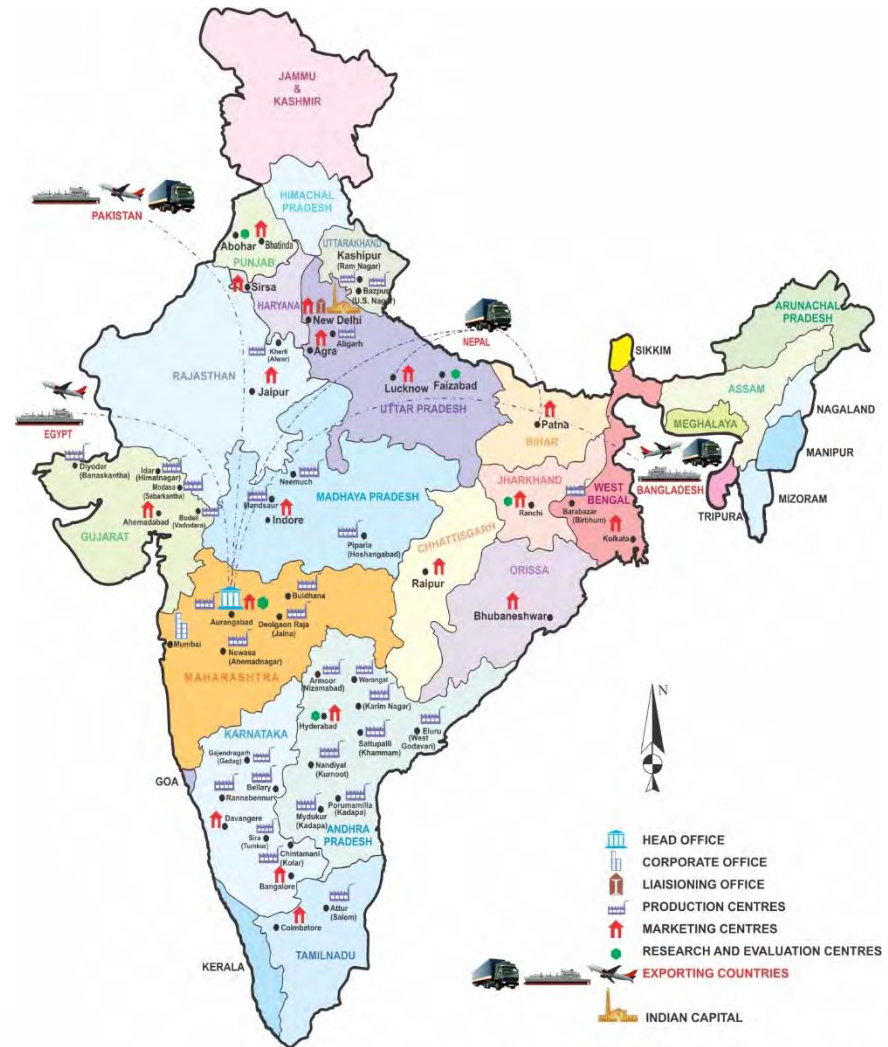 JAMMU
&
KASHMIR
HIMACHAL
PRADESH
PAKISTAN
Abohar
Bhatinda
PUNJAB
UTTARAKHAND
Kashipur
(Ram Nagar)
Bazpur
(U.S. Nagar)
Sirsa
HARYANA
New Delhi
Aligarh
Agra
Kherli
(Alwar)
NEPAL
ARUNACHAL
PRADESH
SIKKIM
RAJASTHAN
Jaipur
Lucknow
Faizabad
UTTAR PRADESH
ASSAM
NAGALAND
MEGHALAYA
MANIPUR
EGYPT
Patna
BIHAR
BANGLADESH
TRIPURA
MIZORAM
Diyodar
(Banaskantha)
Idar
(Himatnagar)
Modasa
(Sabarkantha)
Bodeli
(Vadodara)
Ahemadabad
GUJARAT
Neemuch
Mandsaur
MADHAYA PRADESH
Indore
Piparia
(Hoshangabad)
JHARKHAND
Ranchi
WEST
BENGAL
Barabazar
(Birbhum)
Kolkata
CHHATTISGARH
Raipur
ORISSA
Bhubaneshwar
Buldhana
Aurangabad
Deolgaon Raja
(Jalna)
Mumbai
Newasa
(Ahemadnagar)
MAHARASHTRA
Armoor
(Nizamabad)
Warangal
(Karim Nagar)
Hyderabad
Sattupalli
(Khammam)
Eluru
(West
Godavari)
Nandiyal
(Kurnool)
Porumamilla
(Kadapa)
Mydukur
(Kadapa)
ANDHRA
PRADESH
KARNATAKA
Gajendragarh
(Gadag)
GOA
Bellary
Rannebennure
Davangere
Sira
(Tumkur)
Chintamani
(Kolar)
Bangalore
Attur
(Salem)
Coimbatore
TAMILNADU
KERALA
N
HEAD OFFICE
CORPORATE OFFICE
LIAISIONING OFFICE
PRODUCTION CENTRES
MARKETING CENTRES
RESEARCH AND EVALUATION CENTRES
EXPORTING COUNTRIES
INDIAN CAPITAL